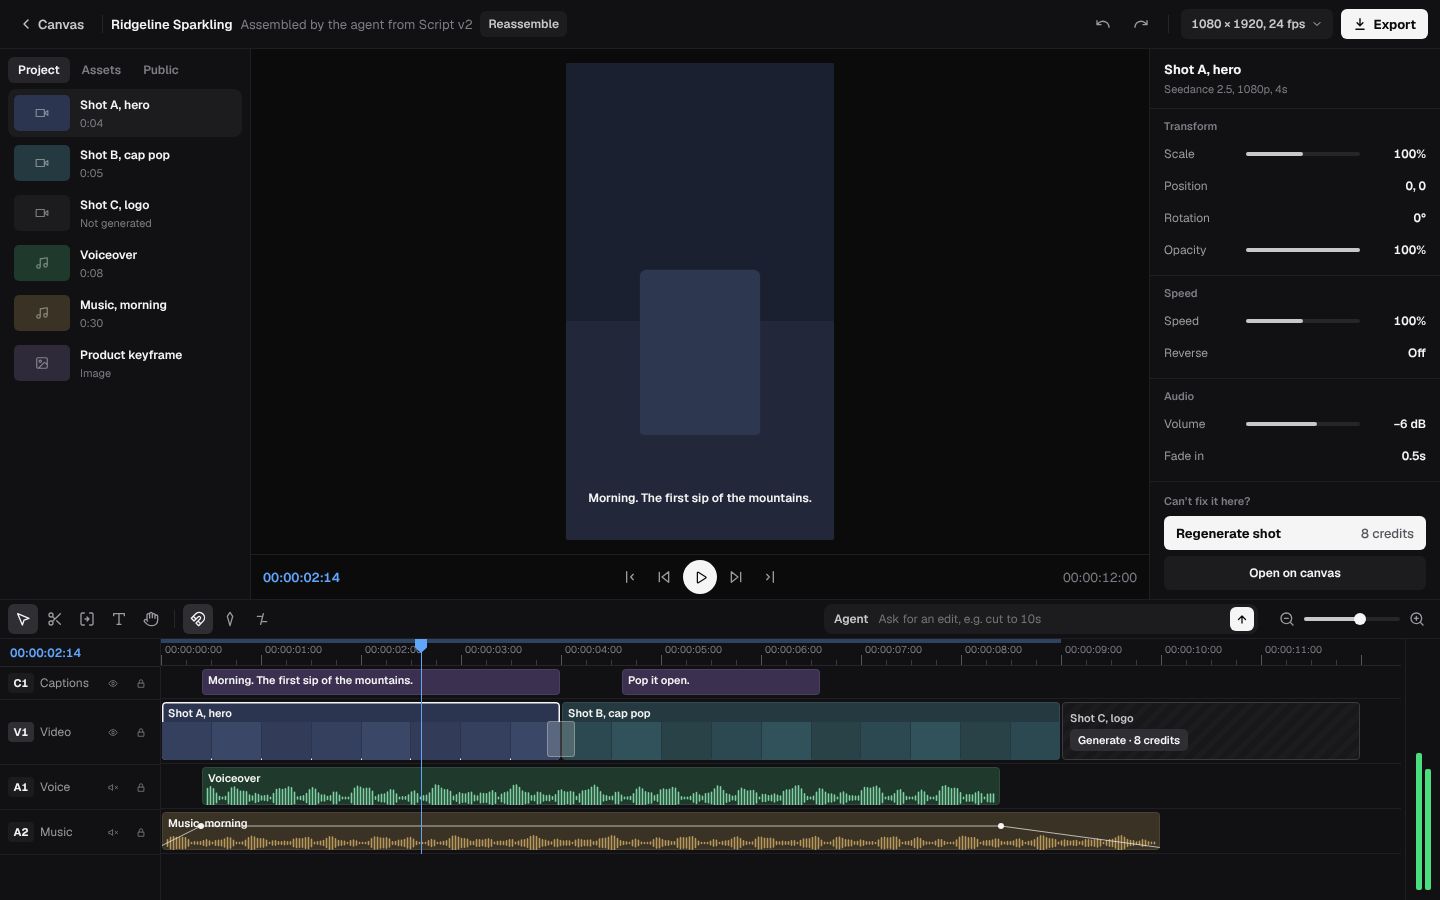 Canvas
Ridgeline Sparkling
Assembled by the agent from Script v2
Reassemble
1080 × 1920, 24 fps
Export
Project
Assets
Public
Shot A, hero
0:04
Shot B, cap pop
0:05
Shot C, logo
Not generated
Voiceover
0:08
Music, morning
0:30
Product keyframe
Image
Morning. The first sip of the mountains.
00:00:02:14
00:00:12:00
Shot A, hero
Seedance 2.5, 1080p, 4s
Transform
Scale 100%
Position 0, 0
Rotation 0°
Opacity 100%
Speed
Speed 100%
Reverse Off
Audio
Volume −6 dB
Fade in 0.5s
Can't fix it here?
Regenerate shot 8 credits
Open on canvas
Agent Ask for an edit, e.g. cut to 10s
00:00:02:14
00:00:00:00 00:00:01:00 00:00:02:00 00:00:03:00 00:00:04:00 00:00:05:00 00:00:06:00 00:00:07:00 00:00:08:00 00:00:09:00 00:00:10:00 00:00:11:00
C1 Captions
Morning. The first sip of the mountains.
Pop it open.
V1 Video
Shot A, hero
Shot B, cap pop
Shot C, logo
Generate · 8 credits
A1 Voice
Voiceover
A2 Music
Music, morning